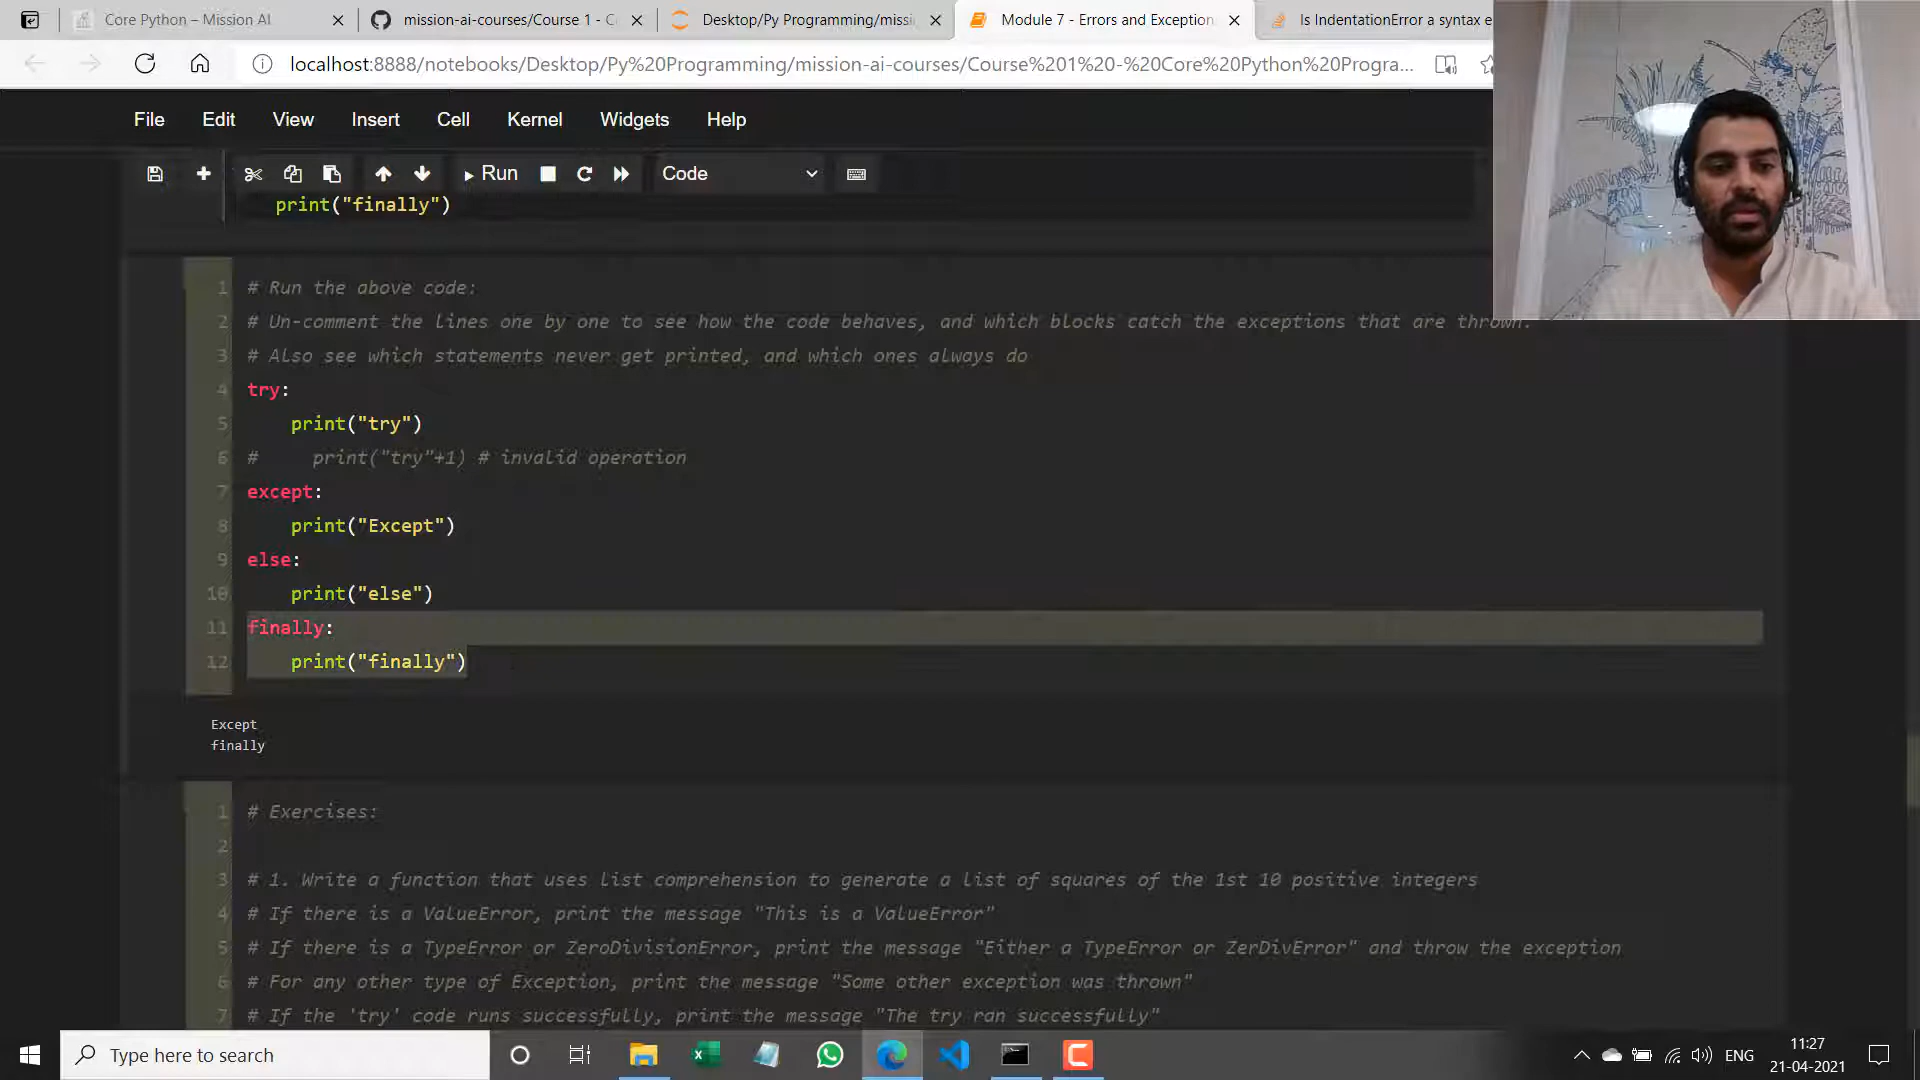 Core Python – Mission AI
mission-ai-courses/Course 1 - C
Desktop/Py Programming/missi
Module 7 - Errors and Exception
Is IndentationError a syntax e
localhost:8888/notebooks/Desktop/Py%20Programming/mission-ai-courses/Course%201%20-%20Core%20Python%20Progra...
File Edit View Insert Cell Kernel Widgets Help
Run Code
print("finally")
1 # Run the above code:
2 # Un-comment the lines one by one to see how the code behaves, and which blocks catch the exceptions that are thrown.
3 # Also see which statements never get printed, and which ones always do
4 try:
5 print("try")
6 # print("try"+1) # invalid operation
7 except:
8 print("Except")
9 else:
10 print("else")
11 finally:
12 print("finally")
Except
finally
1 # Exercises:
2
3 # 1. Write a function that uses list comprehension to generate a list of squares of the 1st 10 positive integers
4 # If there is a ValueError, print the message "This is a ValueError"
5 # If there is a TypeError or ZeroDivisionError, print the message "Either a TypeError or ZerDivError" and throw the exception
6 # For any other type of Exception, print the message "Some other exception was thrown"
7 # If the 'try' code runs successfully, print the message "The try ran successfully"
Type here to search
ENG
11:27
21-04-2021